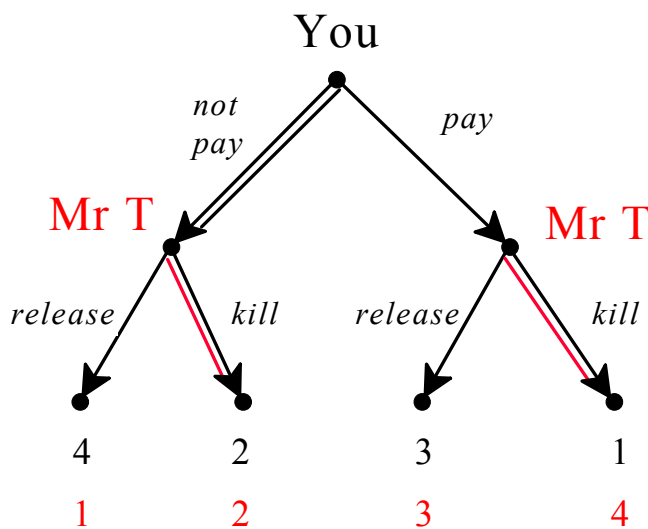 You
not
pay
pay
Mr T
Mr T
release
kill
release
kill
4 2 3 1
1 2 3 4